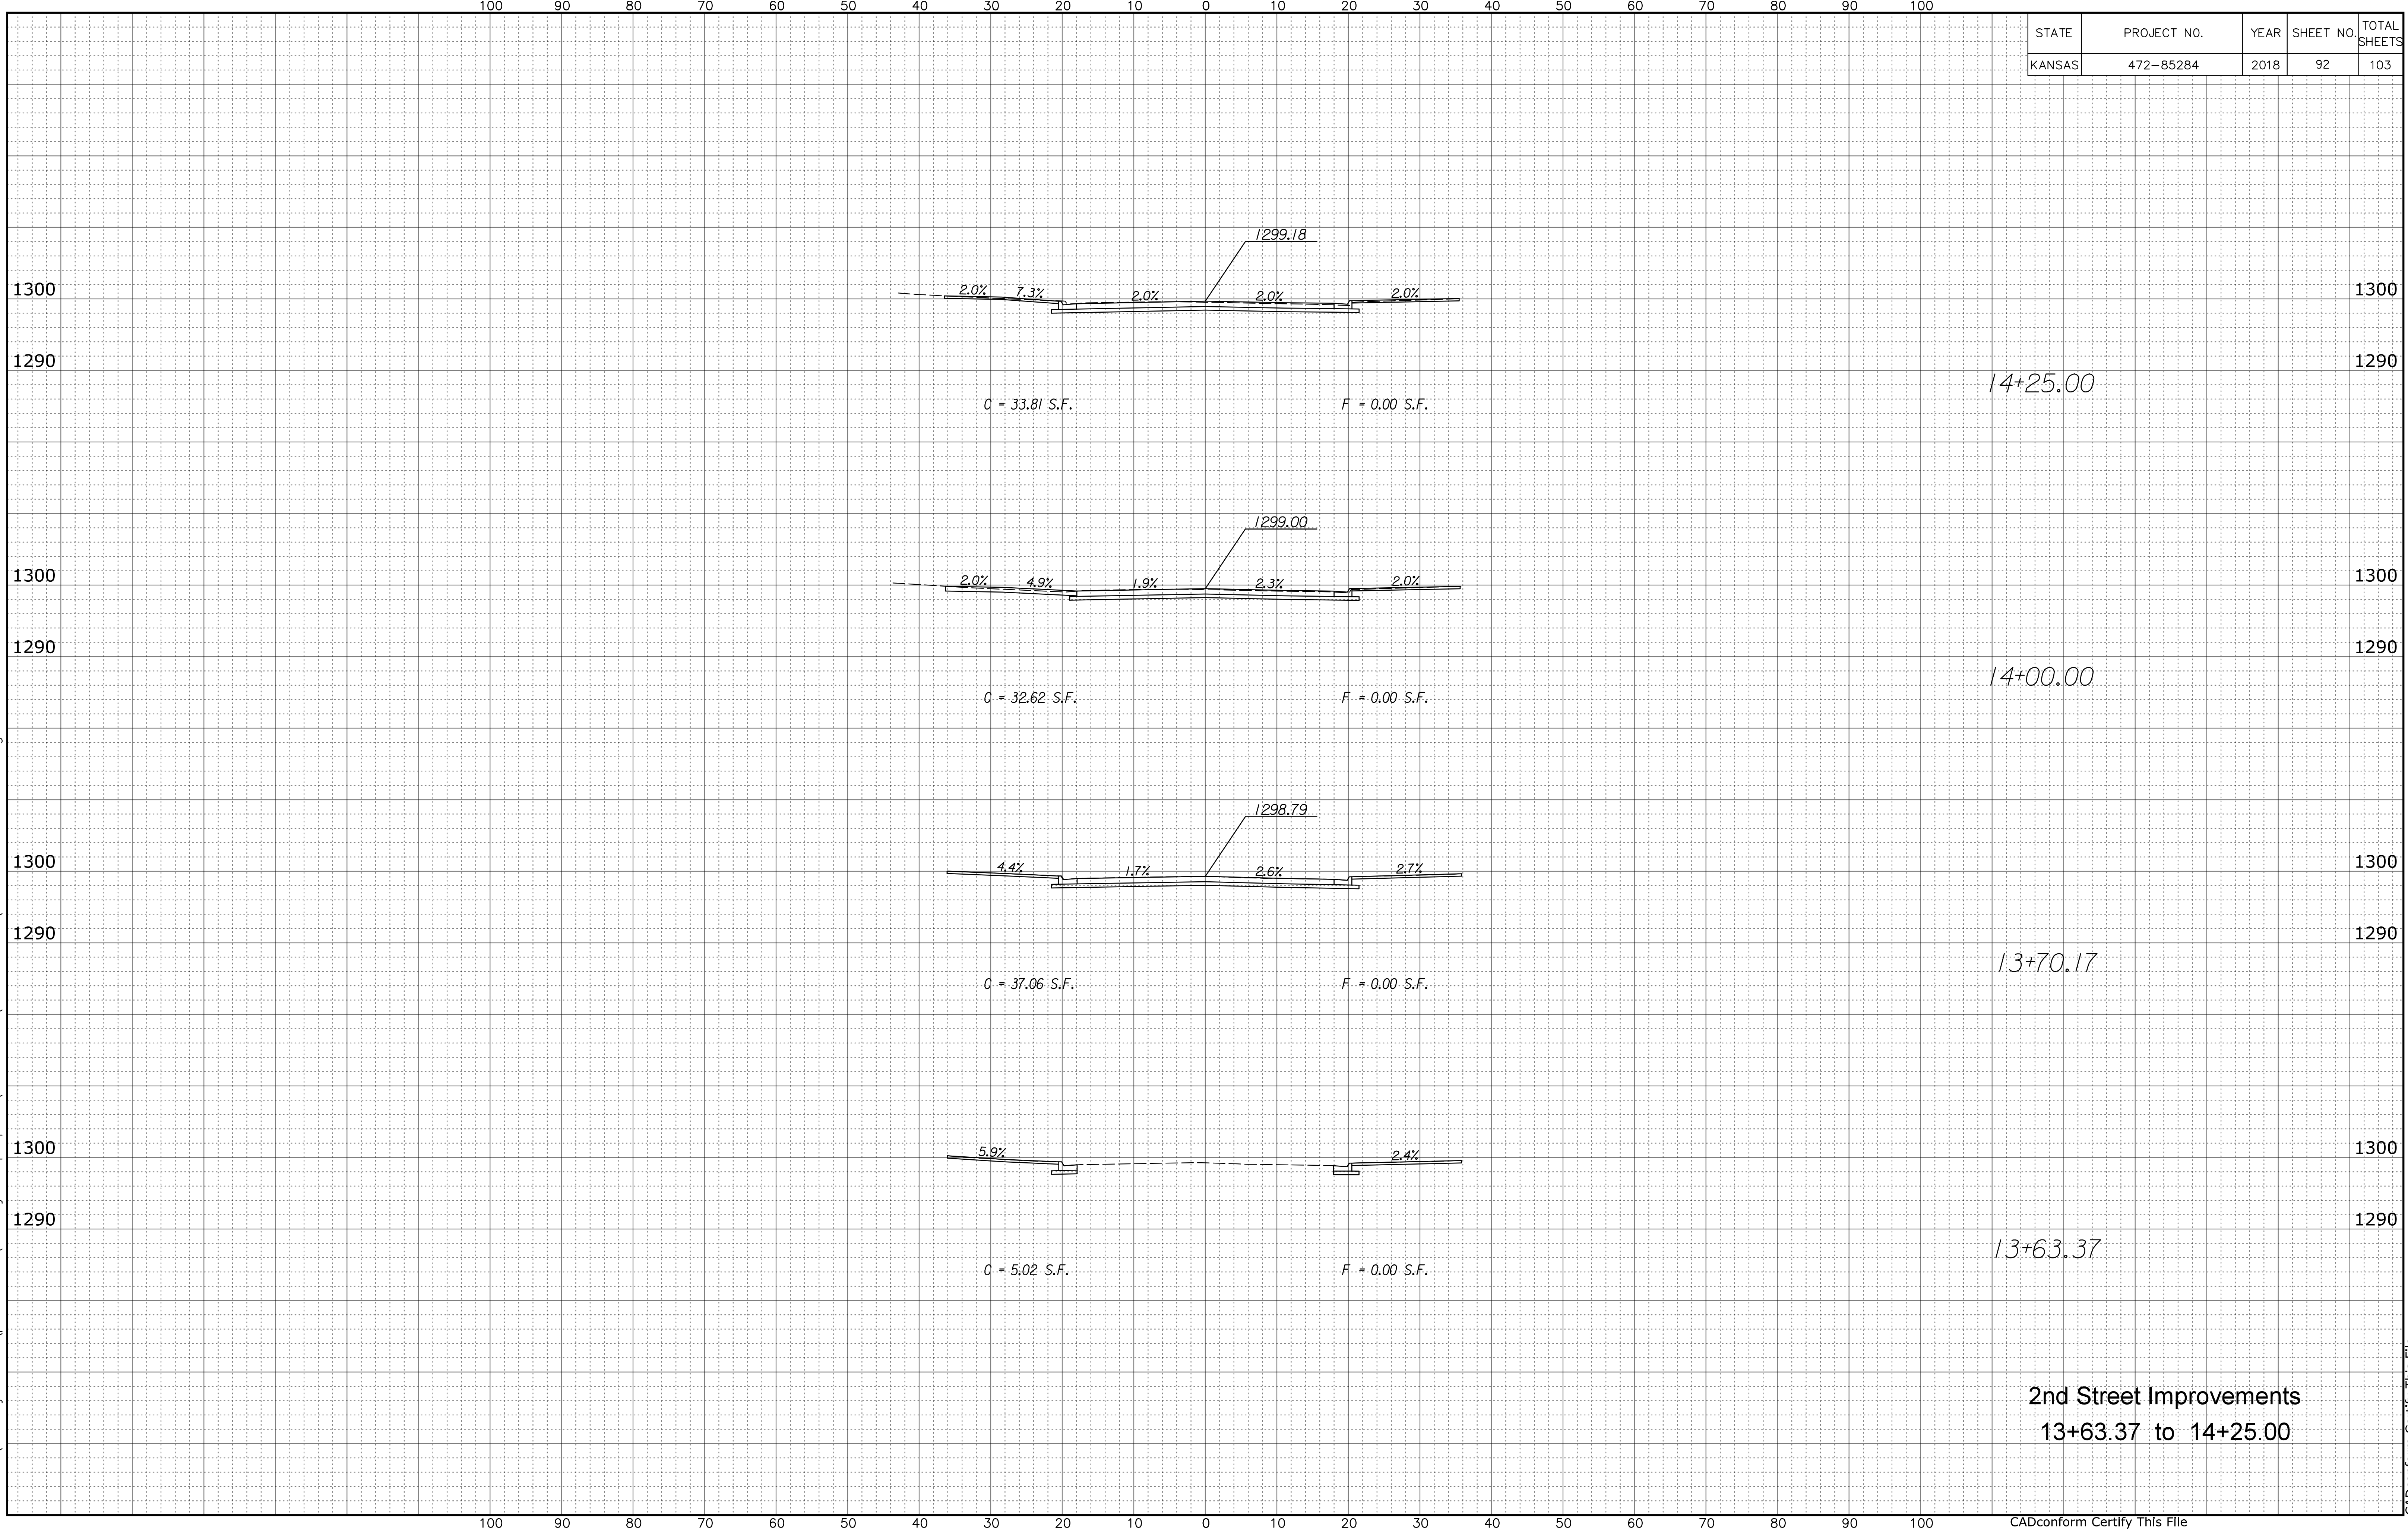 100 90 80 70 60 50 40 30 20 10 0 10 20 30 40 50 60 70 80 90 100
STATE PROJECT NO. YEAR SHEET NO. TOTAL SHEETS
KANSAS 472-85284 2018 92 103
1299.18
1300 2.0% 7.3% 2.0% 2.0% 2.0% 1300
1290 1290
14+25.00
C = 33.81 S.F. F = 0.00 S.F.
1299.00
1300 2.0% 4.9% 1.9% 2.3% 2.0% 1300
1290 1290
14+00.00
C = 32.62 S.F. F = 0.00 S.F.
1298.79
1300 4.4% 1.7% 2.6% 2.7% 1300
1290 1290
13+70.17
C = 37.06 S.F. F = 0.00 S.F.
1300 5.9% 2.4% 1300
1290 1290
13+63.37
C = 5.02 S.F. F = 0.00 S.F.
2nd Street Improvements
13+63.37 to 14+25.00
100 90 80 70 60 50 40 30 20 10 0 10 20 30 40 50 60 70 80 90 100
CADconform Certify This File